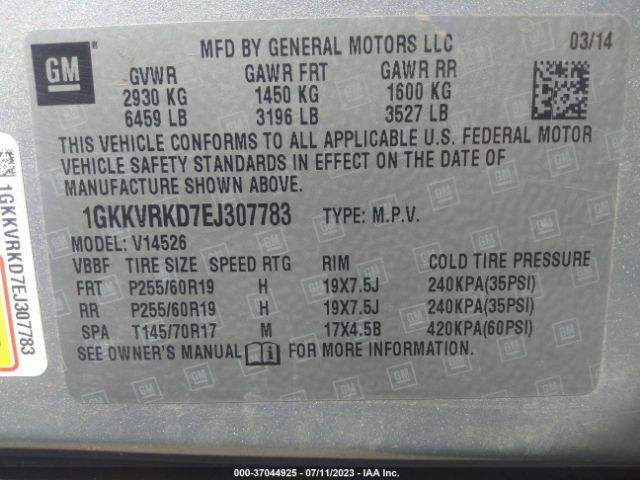 GM
MFD BY GENERAL MOTORS LLC 03/14
GVWR GAWR FRT GAWR RR
2930 KG 1450 KG 1600 KG
6459 LB 3196 LB 3527 LB
THIS VEHICLE CONFORMS TO ALL APPLICABLE U.S. FEDERAL MOTOR
VEHICLE SAFETY STANDARDS IN EFFECT ON THE DATE OF
MANUFACTURE SHOWN ABOVE.
1GKKVRKD7EJ307783 TYPE: M.P.V.
MODEL: V14526
VBBF TIRE SIZE SPEED RTG RIM COLD TIRE PRESSURE
FRT P255/60R19 H 19X7.5J 240KPA(35PSI)
RR P255/60R19 H 19X7.5J 240KPA(35PSI)
SPA T145/70R17 M 17X4.5B 420KPA(60PSI)
SEE OWNER'S MANUAL FOR MORE INFORMATION.
1GKKVRKD7EJ307783
000-37044925 - 07/11/2023 - IAA Inc.